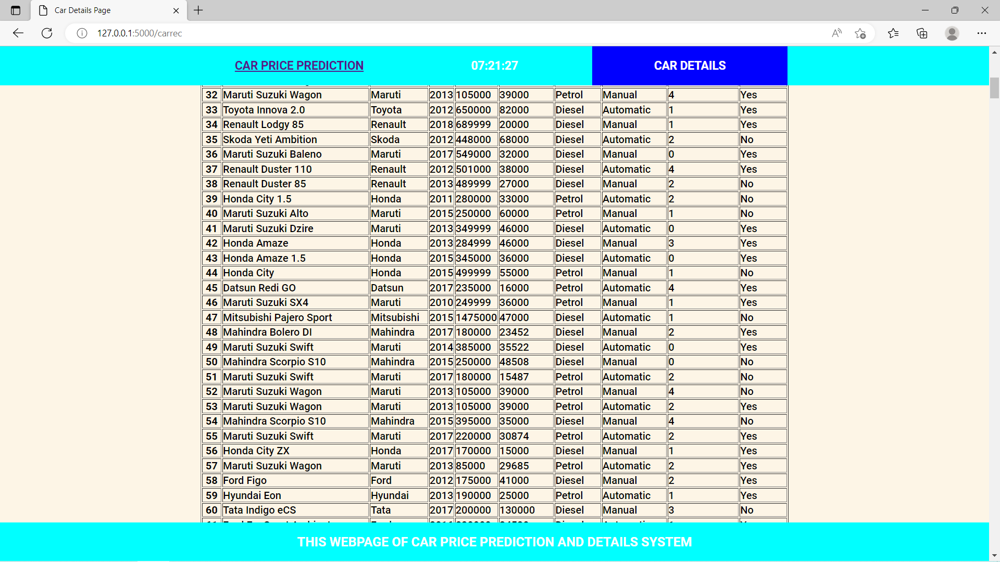 Car Details Page
127.0.0.1:5000/carrec
CAR PRICE PREDICTION 07:21:27 CAR DETAILS
32 Maruti Suzuki Wagon Maruti 2013 105000 39000 Petrol Manual 4 Yes
33 Toyota Innova 2.0 Toyota 2012 650000 82000 Diesel Automatic 1 Yes
34 Renault Lodgy 85 Renault 2018 689999 20000 Diesel Manual 1 Yes
35 Skoda Yeti Ambition Skoda 2012 448000 68000 Diesel Automatic 2 No
36 Maruti Suzuki Baleno Maruti 2017 549000 32000 Diesel Manual 0 Yes
37 Renault Duster 110 Renault 2012 501000 38000 Diesel Automatic 4 Yes
38 Renault Duster 85 Renault 2013 489999 27000 Diesel Manual 2 No
39 Honda City 1.5 Honda 2011 280000 33000 Petrol Automatic 2 No
40 Maruti Suzuki Alto Maruti 2015 250000 60000 Petrol Manual 1 No
41 Maruti Suzuki Dzire Maruti 2013 349999 46000 Diesel Automatic 0 Yes
42 Honda Amaze Honda 2013 284999 46000 Diesel Manual 3 Yes
43 Honda Amaze 1.5 Honda 2015 345000 36000 Diesel Automatic 0 Yes
44 Honda City Honda 2015 499999 55000 Petrol Manual 1 No
45 Datsun Redi GO Datsun 2017 235000 16000 Petrol Automatic 4 Yes
46 Maruti Suzuki SX4 Maruti 2010 249999 36000 Petrol Manual 1 Yes
47 Mitsubishi Pajero Sport Mitsubishi 2015 1475000 47000 Diesel Automatic 1 No
48 Mahindra Bolero DI Mahindra 2017 180000 23452 Diesel Manual 2 Yes
49 Maruti Suzuki Swift Maruti 2014 385000 35522 Diesel Automatic 0 Yes
50 Mahindra Scorpio S10 Mahindra 2015 250000 48508 Diesel Manual 0 No
51 Maruti Suzuki Swift Maruti 2017 180000 15487 Petrol Automatic 2 No
52 Maruti Suzuki Wagon Maruti 2013 105000 39000 Petrol Manual 4 No
53 Maruti Suzuki Wagon Maruti 2013 105000 39000 Petrol Automatic 2 Yes
54 Mahindra Scorpio S10 Mahindra 2015 395000 35000 Diesel Manual 4 No
55 Maruti Suzuki Swift Maruti 2017 220000 30874 Petrol Automatic 2 Yes
56 Honda City ZX Honda 2017 170000 15000 Diesel Manual 1 Yes
57 Maruti Suzuki Wagon Maruti 2013 85000 29685 Petrol Automatic 2 Yes
58 Ford Figo Ford 2012 175000 41000 Diesel Manual 2 Yes
59 Hyundai Eon Hyundai 2013 190000 25000 Petrol Automatic 1 Yes
60 Tata Indigo eCS Tata 2017 200000 130000 Diesel Manual 3 No
THIS WEBPAGE OF CAR PRICE PREDICTION AND DETAILS SYSTEM